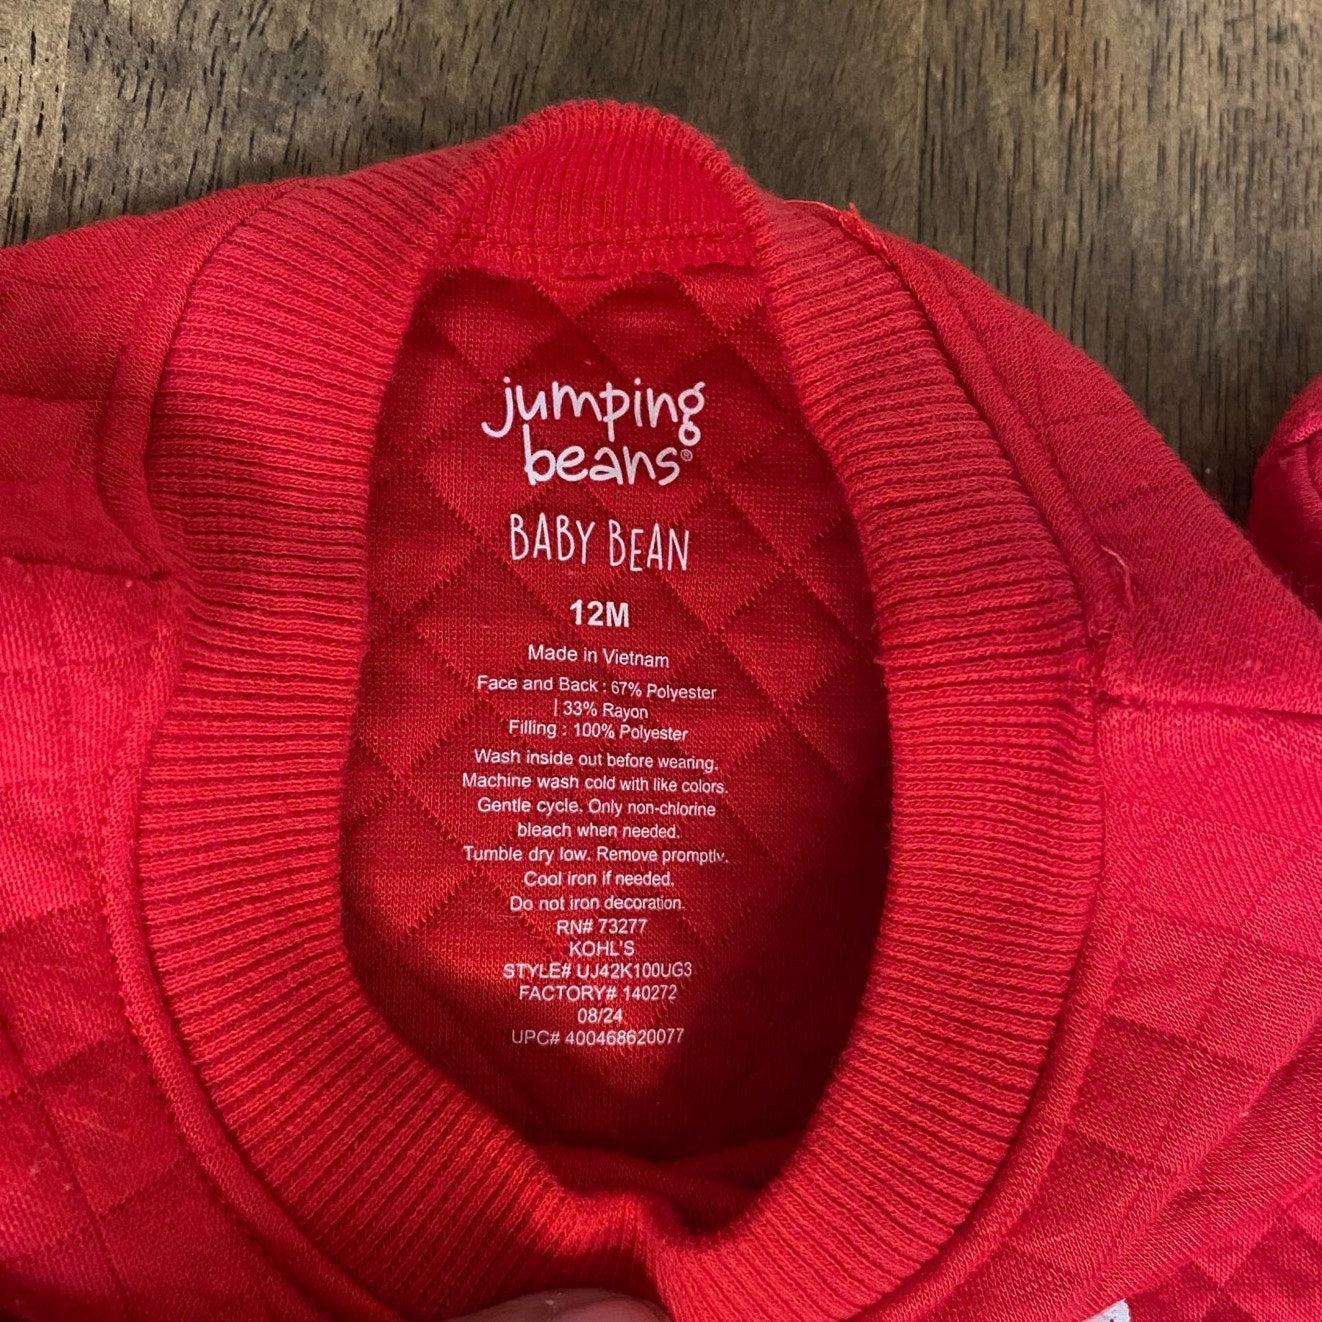 jumping
beans®
BABY BEAN
12M
Made in Vietnam
Face and Back : 67% Polyester
| 33% Rayon
Filling : 100% Polyester
Wash inside out before wearing.
Machine wash cold with like colors.
Gentle cycle. Only non-chlorine
bleach when needed.
Tumble dry low. Remove promptly.
Cool iron if needed.
Do not iron decoration.
RN# 73277
KOHL'S
STYLE# UJ42K100UG3
FACTORY# 140272
08/24
UPC# 400468620077